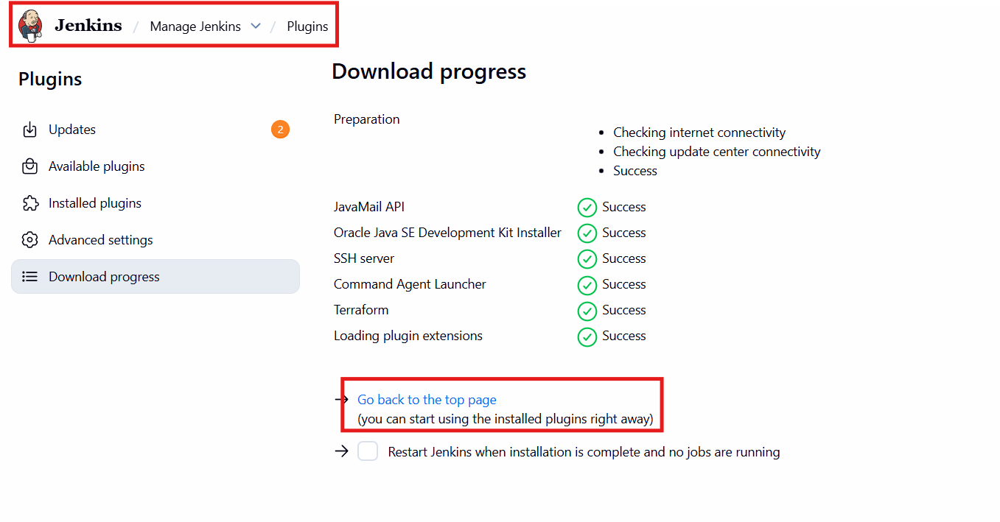 Jenkins / Manage Jenkins / Plugins
Plugins
Updates 2
Available plugins
Installed plugins
Advanced settings
Download progress
Download progress
Preparation
Checking internet connectivity
Checking update center connectivity
Success
JavaMail API Success
Oracle Java SE Development Kit Installer Success
SSH server Success
Command Agent Launcher Success
Terraform Success
Loading plugin extensions Success
Go back to the top page
(you can start using the installed plugins right away)
Restart Jenkins when installation is complete and no jobs are running